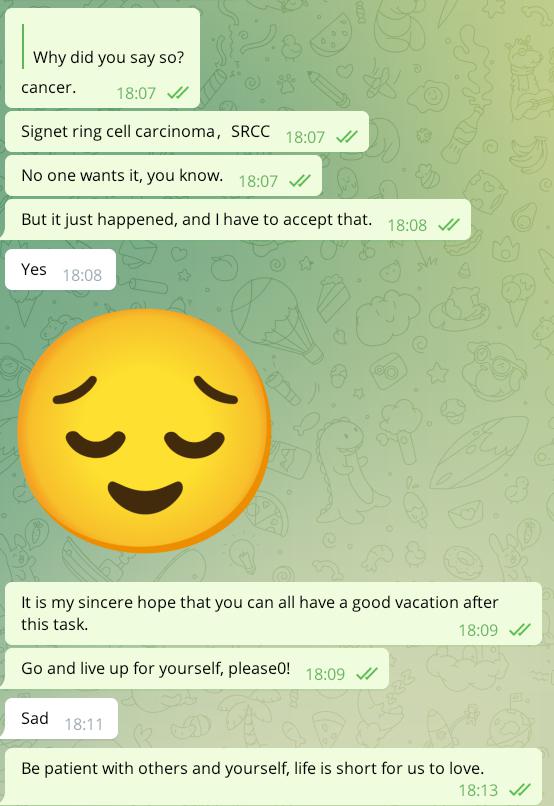 Why did you say so?
cancer. 18:07
Signet ring cell carcinoma，SRCC 18:07
No one wants it, you know. 18:07
But it just happened, and I have to accept that. 18:08
Yes 18:08
It is my sincere hope that you can all have a good vacation after
this task. 18:09
Go and live up for yourself, please0! 18:09
Sad 18:11
Be patient with others and yourself, life is short for us to love.
18:13